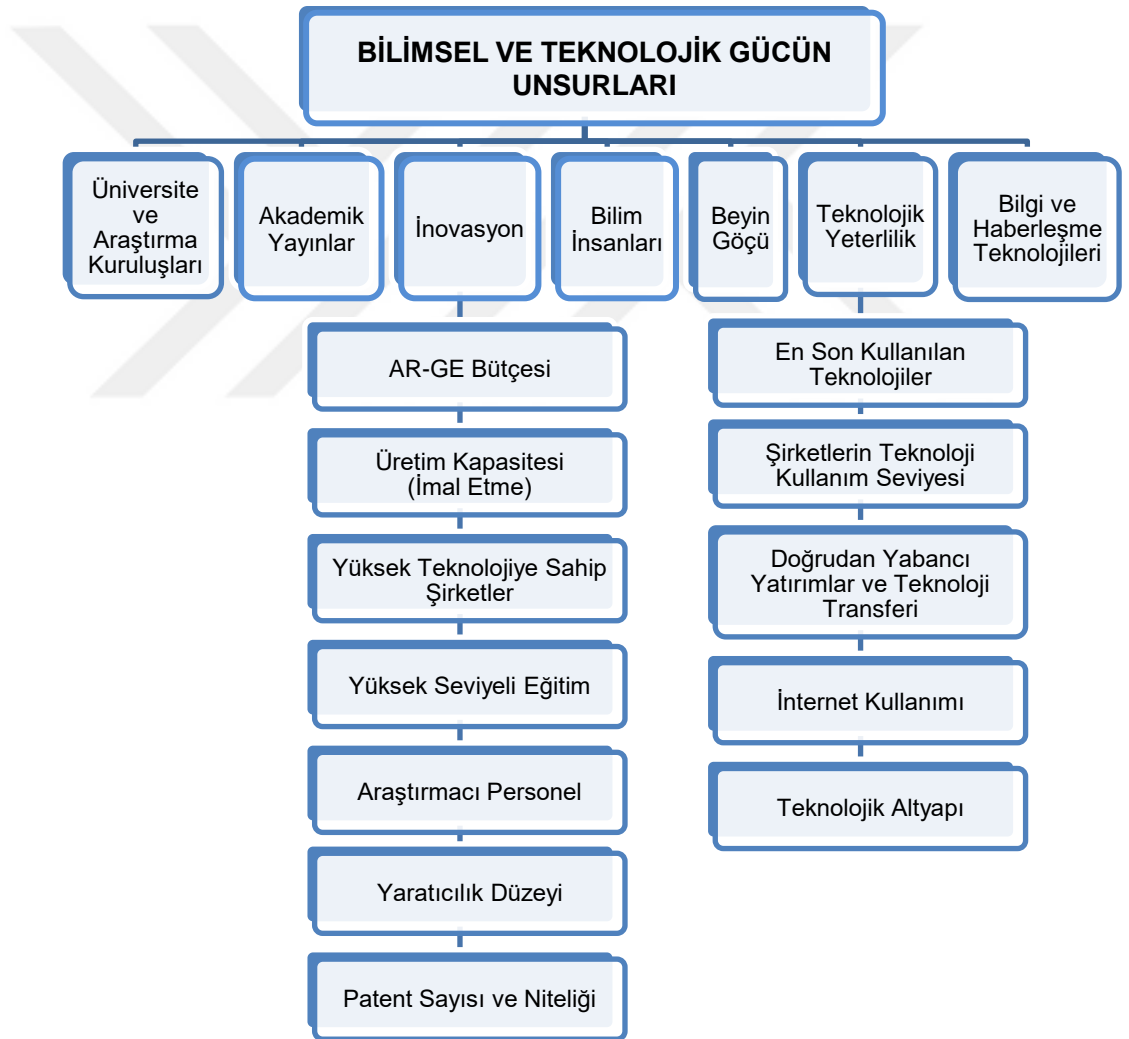 BİLİMSEL VE TEKNOLOJİK GÜCÜN
UNSURLARI
Üniversite
ve
Araştırma
Kuruluşları
Akademik
Yayınlar
İnovasyon
Bilim
İnsanları
Beyin
Göçü
Teknolojik
Yeterlilik
Bilgi ve
Haberleşme
Teknolojileri
AR-GE Bütçesi
Üretim Kapasitesi
(İmal Etme)
Yüksek Teknolojiye Sahip
Şirketler
Yüksek Seviyeli Eğitim
Araştırmacı Personel
Yaratıcılık Düzeyi
Patent Sayısı ve Niteliği
En Son Kullanılan
Teknolojiler
Şirketlerin Teknoloji
Kullanım Seviyesi
Doğrudan Yabancı
Yatırımlar ve Teknoloji
Transferi
İnternet Kullanımı
Teknolojik Altyapı